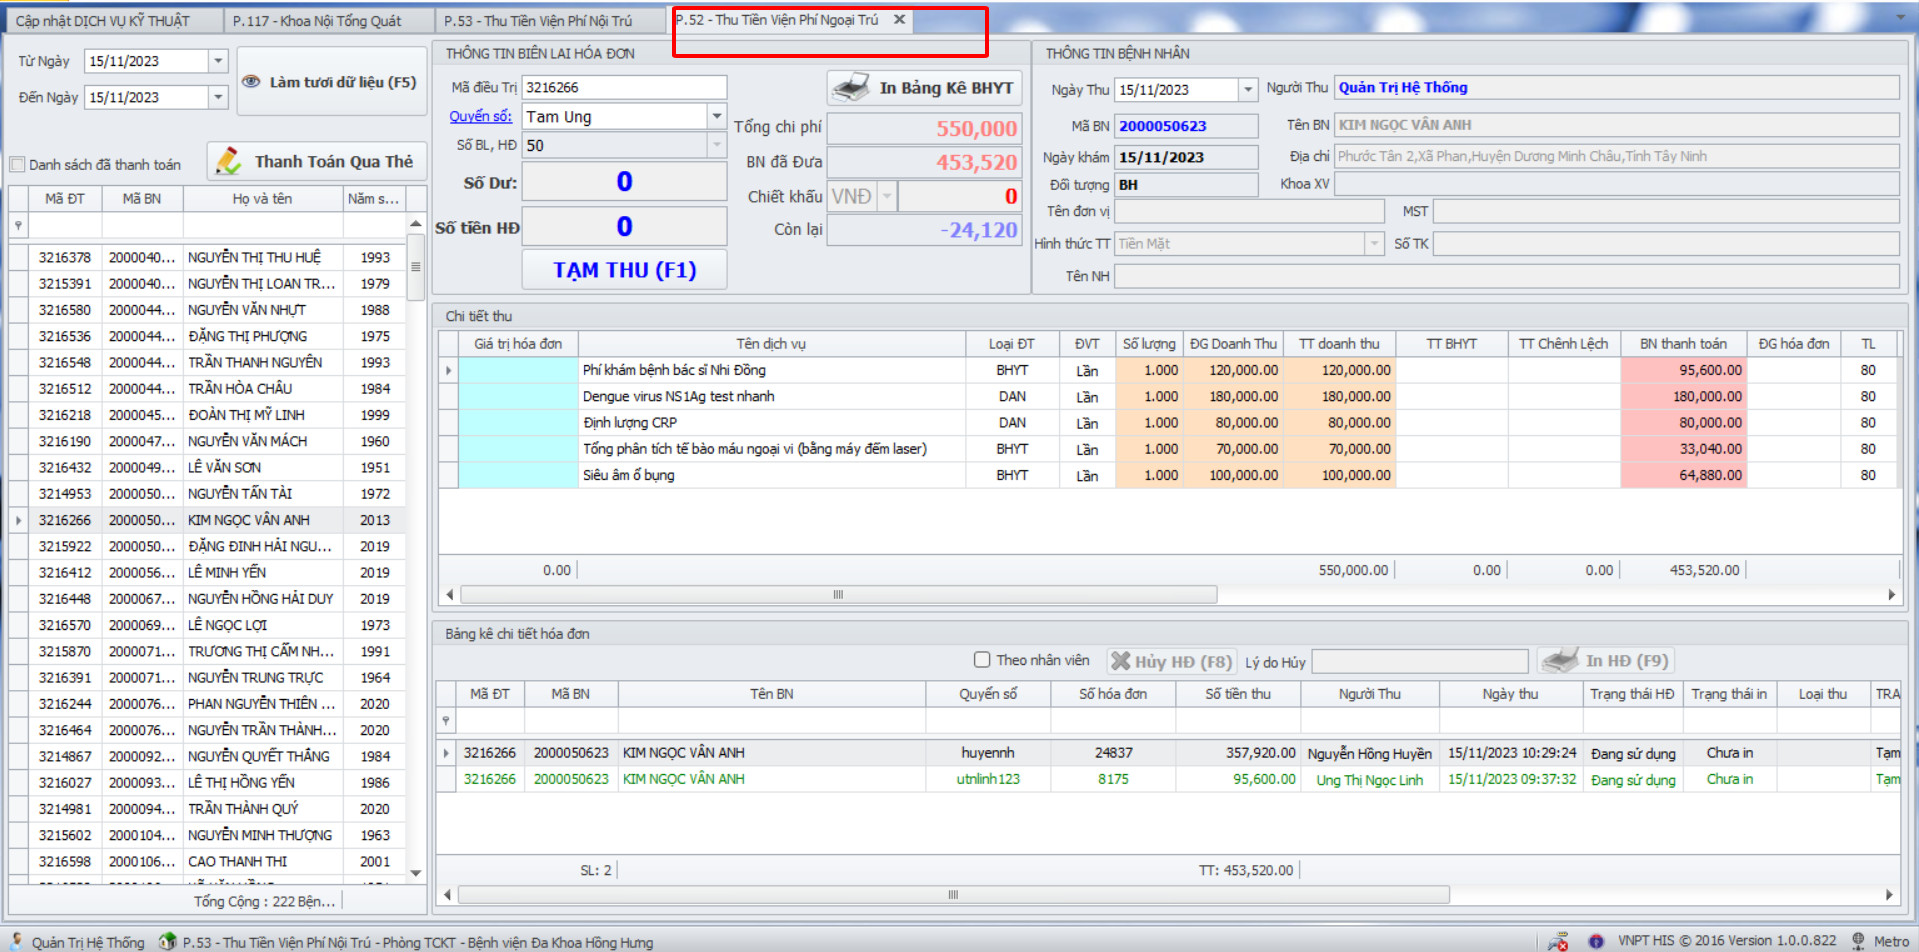 Cập nhật DỊCH VỤ KỸ THUẬT
P.117 - Khoa Nội Tổng Quát
P.53 - Thu Tiền Viện Phí Nội Trú
P.52 - Thu Tiền Viện Phí Ngoại Trú
Từ Ngày 15/11/2023
Đến Ngày 15/11/2023
Làm tươi dữ liệu (F5)
Danh sách đã thanh toán
Thanh Toán Qua Thẻ
Mã ĐT Mã BN Họ và tên Năm s...
3216378 2000040... NGUYỄN THỊ THU HUỆ 1993
3215391 2000040... NGUYỄN THỊ LOAN TR... 1979
3216580 2000044... NGUYỄN VĂN NHỰT 1988
3216536 2000044... ĐẶNG THỊ PHƯỢNG 1975
3216548 2000044... TRẦN THANH NGUYÊN 1993
3216512 2000044... TRẦN HÒA CHÂU 1984
3216218 2000045... ĐOÀN THỊ MỸ LINH 1999
3216190 2000047... NGUYỄN VĂN MÁCH 1960
3216432 2000049... LÊ VĂN SƠN 1951
3214953 2000050... NGUYỄN TẤN TÀI 1972
3216266 2000050... KIM NGỌC VÂN ANH 2013
3215922 2000050... ĐẶNG ĐINH HẢI NGU... 2019
3216412 2000056... LÊ MINH YẾN 2019
3216448 2000067... NGUYỄN HỒNG HẢI DUY 2019
3216570 2000069... LÊ NGỌC LỢI 1973
3215870 2000071... TRƯƠNG THỊ CẨM NH... 1991
3216391 2000071... NGUYỄN TRUNG TRỰC 1964
3216244 2000076... PHAN NGUYỄN THIÊN ... 2020
3216464 2000076... NGUYỄN TRẦN THÀNH... 2020
3214867 2000092... NGUYỄN QUYẾT THẮNG 1984
3216027 2000093... LÊ THỊ HỒNG YẾN 1986
3214981 2000094... TRẦN THÀNH QUÝ 2020
3215602 2000104... NGUYỄN MINH THƯỢNG 1963
3216598 2000106... CAO THANH THI 2001
Tổng Cộng : 222 Bện...
THÔNG TIN BIÊN LAI HÓA ĐƠN
Mã điều Trị 3216266
Quyển số: Tam Ung
Số BL, HĐ 50
Số Dư: 0
Số tiền HĐ 0
TẠM THU (F1)
In Bảng Kê BHYT
Tổng chi phí 550,000
BN đã Đưa 453,520
Chiết khấu VNĐ 0
Còn lại -24,120
THÔNG TIN BỆNH NHÂN
Ngày Thu 15/11/2023 Người Thu Quản Trị Hệ Thống
Mã BN 2000050623 Tên BN KIM NGỌC VÂN ANH
Ngày khám 15/11/2023 Địa chỉ Phước Tân 2,Xã Phan,Huyện Dương Minh Châu,Tỉnh Tây Ninh
Đối tượng BH Khoa XV
Tên đơn vị MST
Hình thức TT Tiền Mặt Số TK
Tên NH
Chi tiết thu
Giá trị hóa đơn Tên dịch vụ Loại ĐT ĐVT Số lượng ĐG Doanh Thu TT doanh thu TT BHYT TT Chênh Lệch BN thanh toán ĐG hóa đơn TL
Phí khám bệnh bác sĩ Nhi Đồng BHYT Lần 1.000 120,000.00 120,000.00 95,600.00 80
Dengue virus NS1Ag test nhanh DAN Lần 1.000 180,000.00 180,000.00 180,000.00 80
Định lượng CRP DAN Lần 1.000 80,000.00 80,000.00 80,000.00 80
Tổng phân tích tế bào máu ngoại vi (bằng máy đếm laser) BHYT Lần 1.000 70,000.00 70,000.00 33,040.00 80
Siêu âm ổ bụng BHYT Lần 1.000 100,000.00 100,000.00 64,880.00 80
0.00 550,000.00 0.00 0.00 453,520.00
Bảng kê chi tiết hóa đơn
Theo nhân viên Hủy HĐ (F8) Lý do Hủy In HĐ (F9)
Mã ĐT Mã BN Tên BN Quyển số Số hóa đơn Số tiền thu Người Thu Ngày thu Trạng thái HĐ Trạng thái in Loại thu TRA
3216266 2000050623 KIM NGỌC VÂN ANH huyennh 24837 357,920.00 Nguyễn Hồng Huyền 15/11/2023 10:29:24 Đang sử dụng Chưa in Tạm
3216266 2000050623 KIM NGỌC VÂN ANH utnlinh123 8175 95,600.00 Ung Thị Ngọc Linh 15/11/2023 09:37:32 Đang sử dụng Chưa in Tạm
SL: 2 TT: 453,520.00
Quản Trị Hệ Thống P.53 - Thu Tiền Viện Phí Nội Trú - Phòng TCKT - Bệnh viện Đa Khoa Hồng Hưng VNPT HIS © 2016 Version 1.0.0.822 Metro